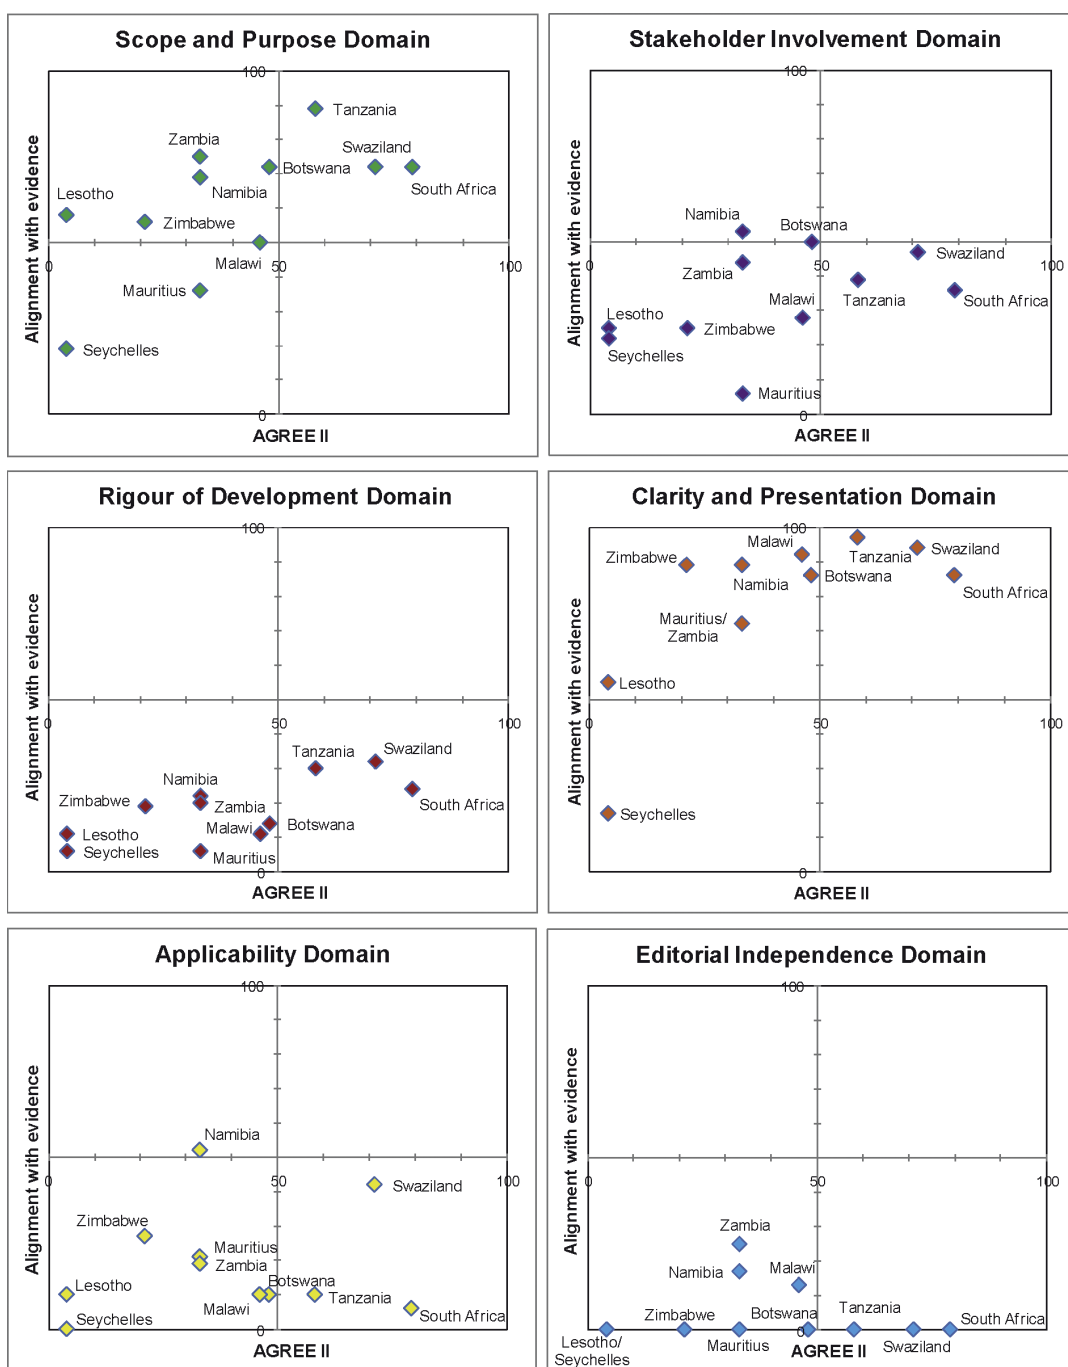 Scope and Purpose Domain
100
Tanzania
Zambia
Swaziland
Botswana
Namibia
South Africa
Lesotho
Zimbabwe
Malawi
0
50
100
Mauritius
Seychelles
0
Alignment with evidence
AGREE II
Stakeholder Involvement Domain
100
Namibia
Botswana
Swaziland
0
50
100
Zambia
Tanzania
South Africa
Malawi
Lesotho
Zimbabwe
Seychelles
Mauritius
0
Alignment with evidence
AGREE II
Rigour of Development Domain
100
0
50
100
Tanzania
Swaziland
Namibia
Zimbabwe
Zambia
South Africa
Malawi
Botswana
Lesotho
Seychelles
Mauritius
0
Alignment with evidence
AGREE II
Clarity and Presentation Domain
100
Malawi
Zimbabwe
Tanzania
Swaziland
Namibia
Botswana
South Africa
Mauritius/
Zambia
Lesotho
0
50
100
Seychelles
0
Alignment with evidence
AGREE II
Applicability Domain
100
Namibia
0
50
100
Swaziland
Zimbabwe
Mauritius
Zambia
Botswana
Lesotho
Malawi
Tanzania
South Africa
Seychelles
0
Alignment with evidence
AGREE II
Editorial Independence Domain
100
0
50
100
Zambia
Namibia
Malawi
Zimbabwe
Botswana
Tanzania
South Africa
0
Lesotho/
Seychelles
Mauritius
Swaziland
Alignment with evidence
AGREE II